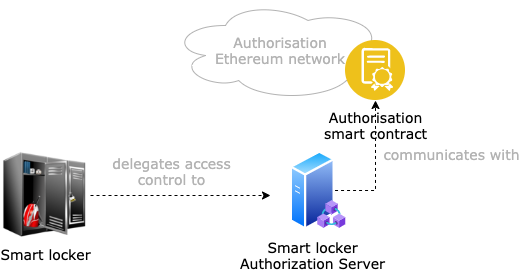 Authorisation
Ethereum network
Authorisation
smart contract
delegates access
control to
communicates with
Smart locker
Smart locker
Authorization Server